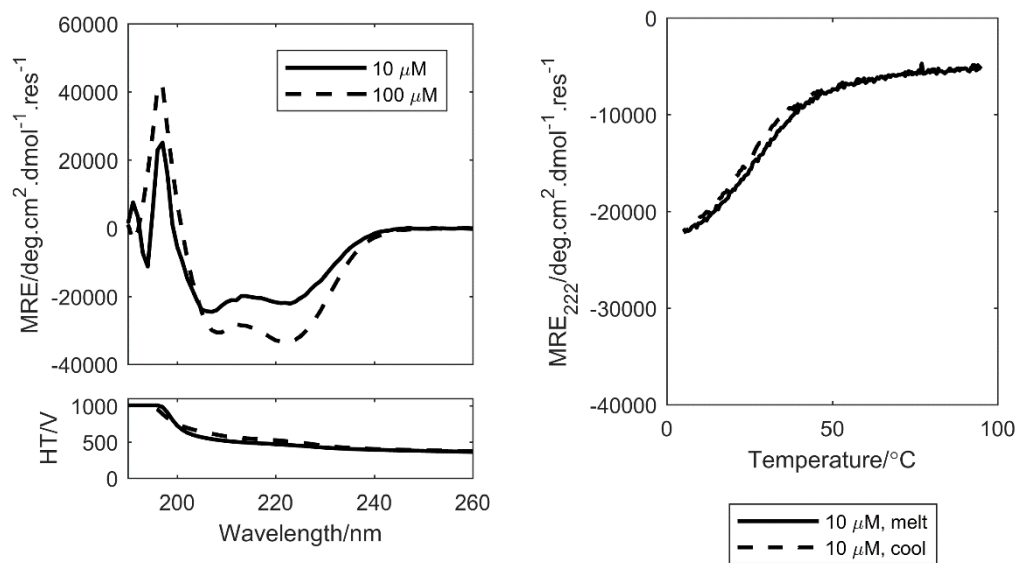 60000
40000
20000
0
-20000
-40000
MRE/deg.cm².dmol⁻¹.res⁻¹
10 μM
100 μM
1000
500
0
HT/V
200
220
240
260
Wavelength/nm
0
-10000
-20000
-30000
-40000
MRE₂₂₂/deg.cm².dmol⁻¹.res⁻¹
0
50
100
Temperature/°C
10 μM, melt
10 μM, cool